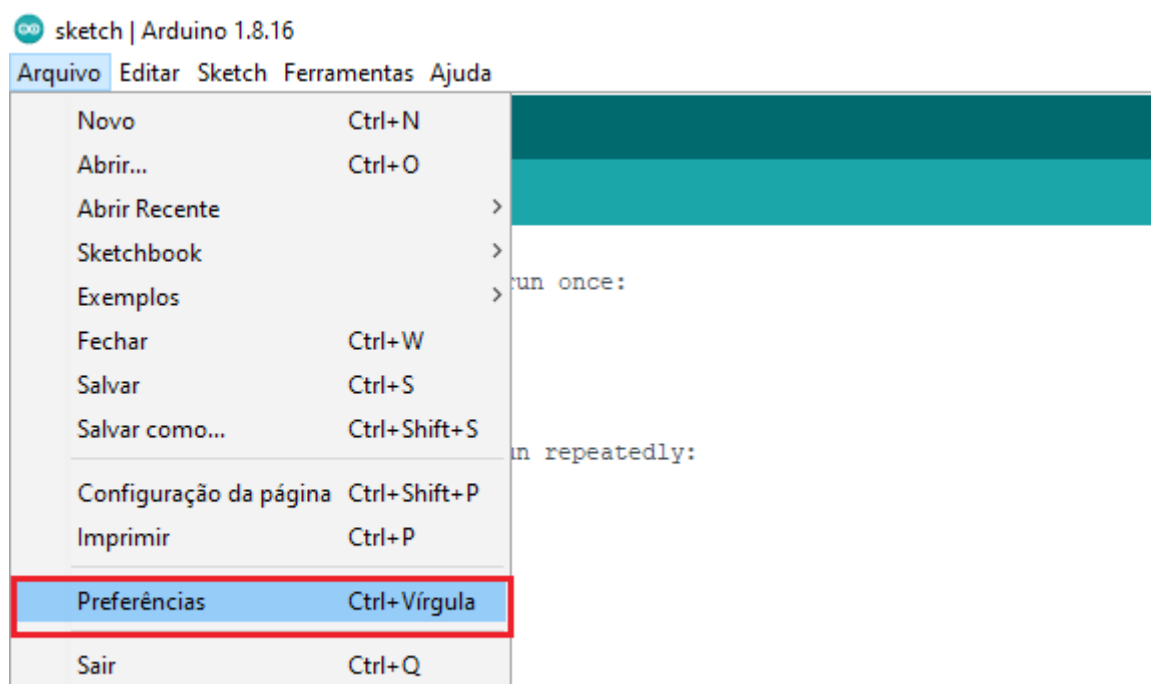 sketch | Arduino 1.8.16
Arquivo Editar Sketch Ferramentas Ajuda
Novo Ctrl+N
Abrir... Ctrl+O
Abrir Recente
Sketchbook
run once:
Exemplos
Fechar Ctrl+W
Salvar Ctrl+S
Salvar como... Ctrl+Shift+S
un repeatedly:
Configuração da página Ctrl+Shift+P
Imprimir Ctrl+P
Preferências Ctrl+Vírgula
Sair Ctrl+Q